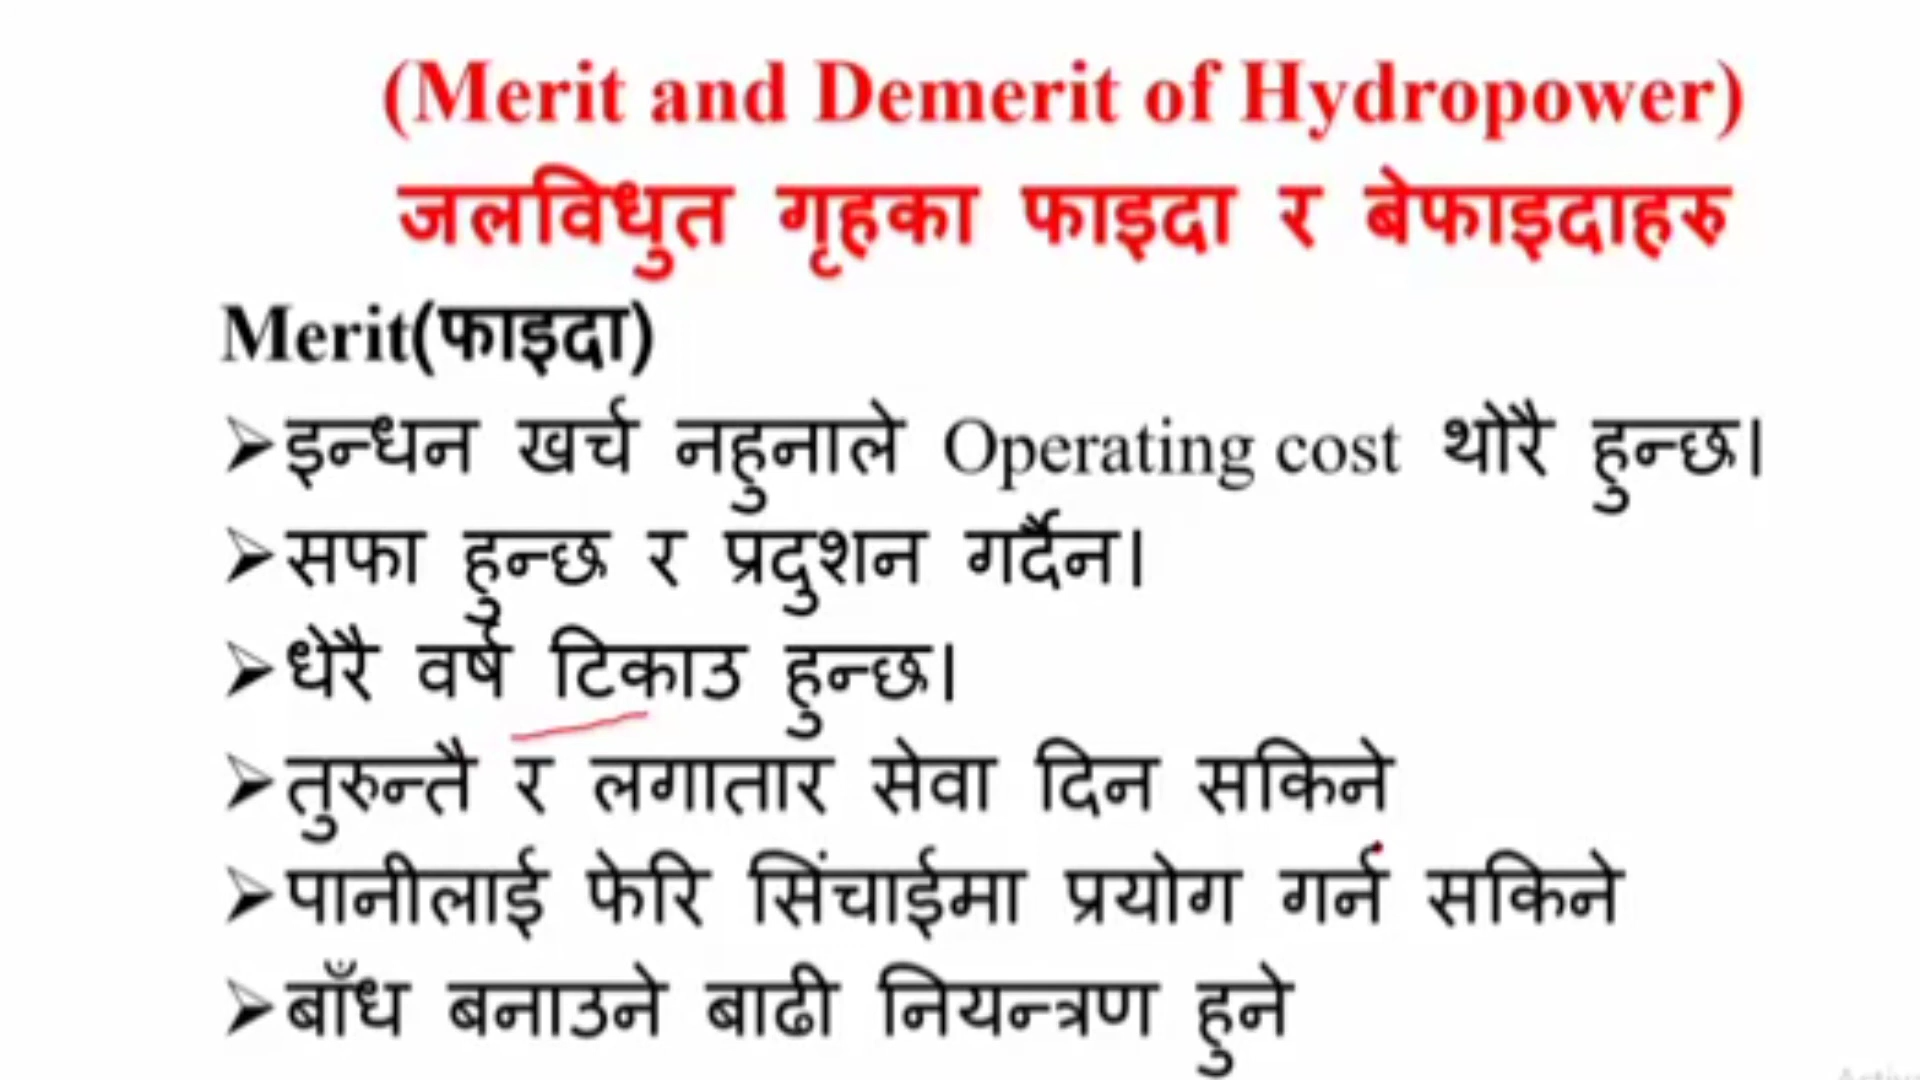 (Merit and Demerit of Hydropower)
जलविधुत गृहका फाइदा र बेफाइदाहरु
Merit(फाइदा)
➢इन्धन खर्च नहुनाले Operating cost थोरै हुन्छ।
➢सफा हुन्छ र प्रदुशन गर्दैन।
➢धेरै वर्ष टिकाउ हुन्छ।
➢तुरुन्तै र लगातार सेवा दिन सकिने
➢पानीलाई फेरि सिंचाईमा प्रयोग गर्न सकिने
➢बाँध बनाउने बाढी नियन्त्रण हुने